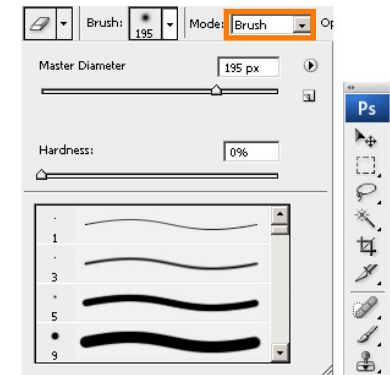 Brush: 195 Mode: Brush Op
Master Diameter 195 px
Hardness: 0%
1
3
5
9
Ps